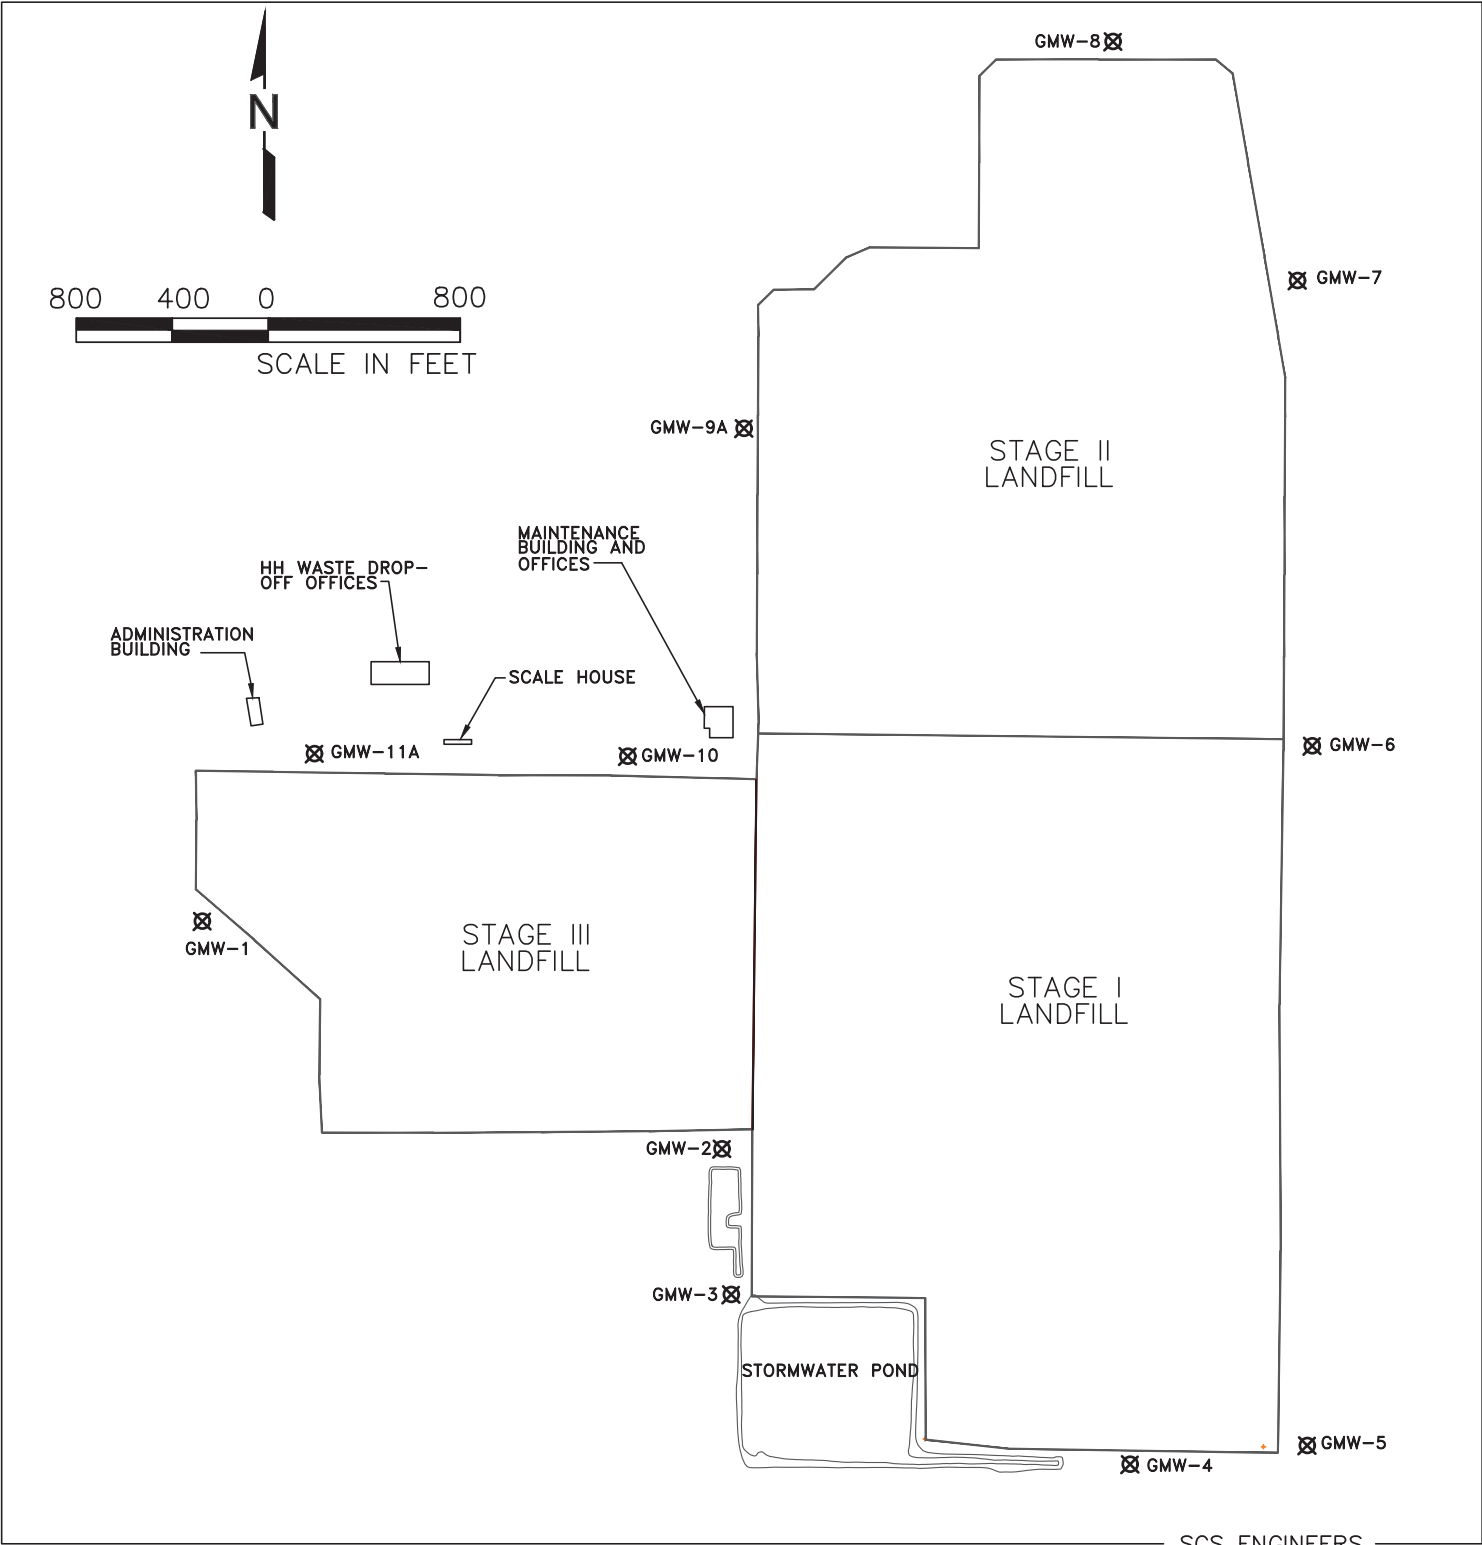 GMW-8
N
GMW-7
800 400 0 800
SCALE IN FEET
GMW-9A
STAGE II
LANDFILL
MAINTENANCE
BUILDING AND
OFFICES
HH WASTE DROP-
OFF OFFICES
ADMINISTRATION
BUILDING
SCALE HOUSE
GMW-11A
GMW-10
GMW-6
GMW-1
STAGE III
LANDFILL
STAGE I
LANDFILL
GMW-2
GMW-3
STORMWATER POND
GMW-5
GMW-4
SCS ENGINEERS